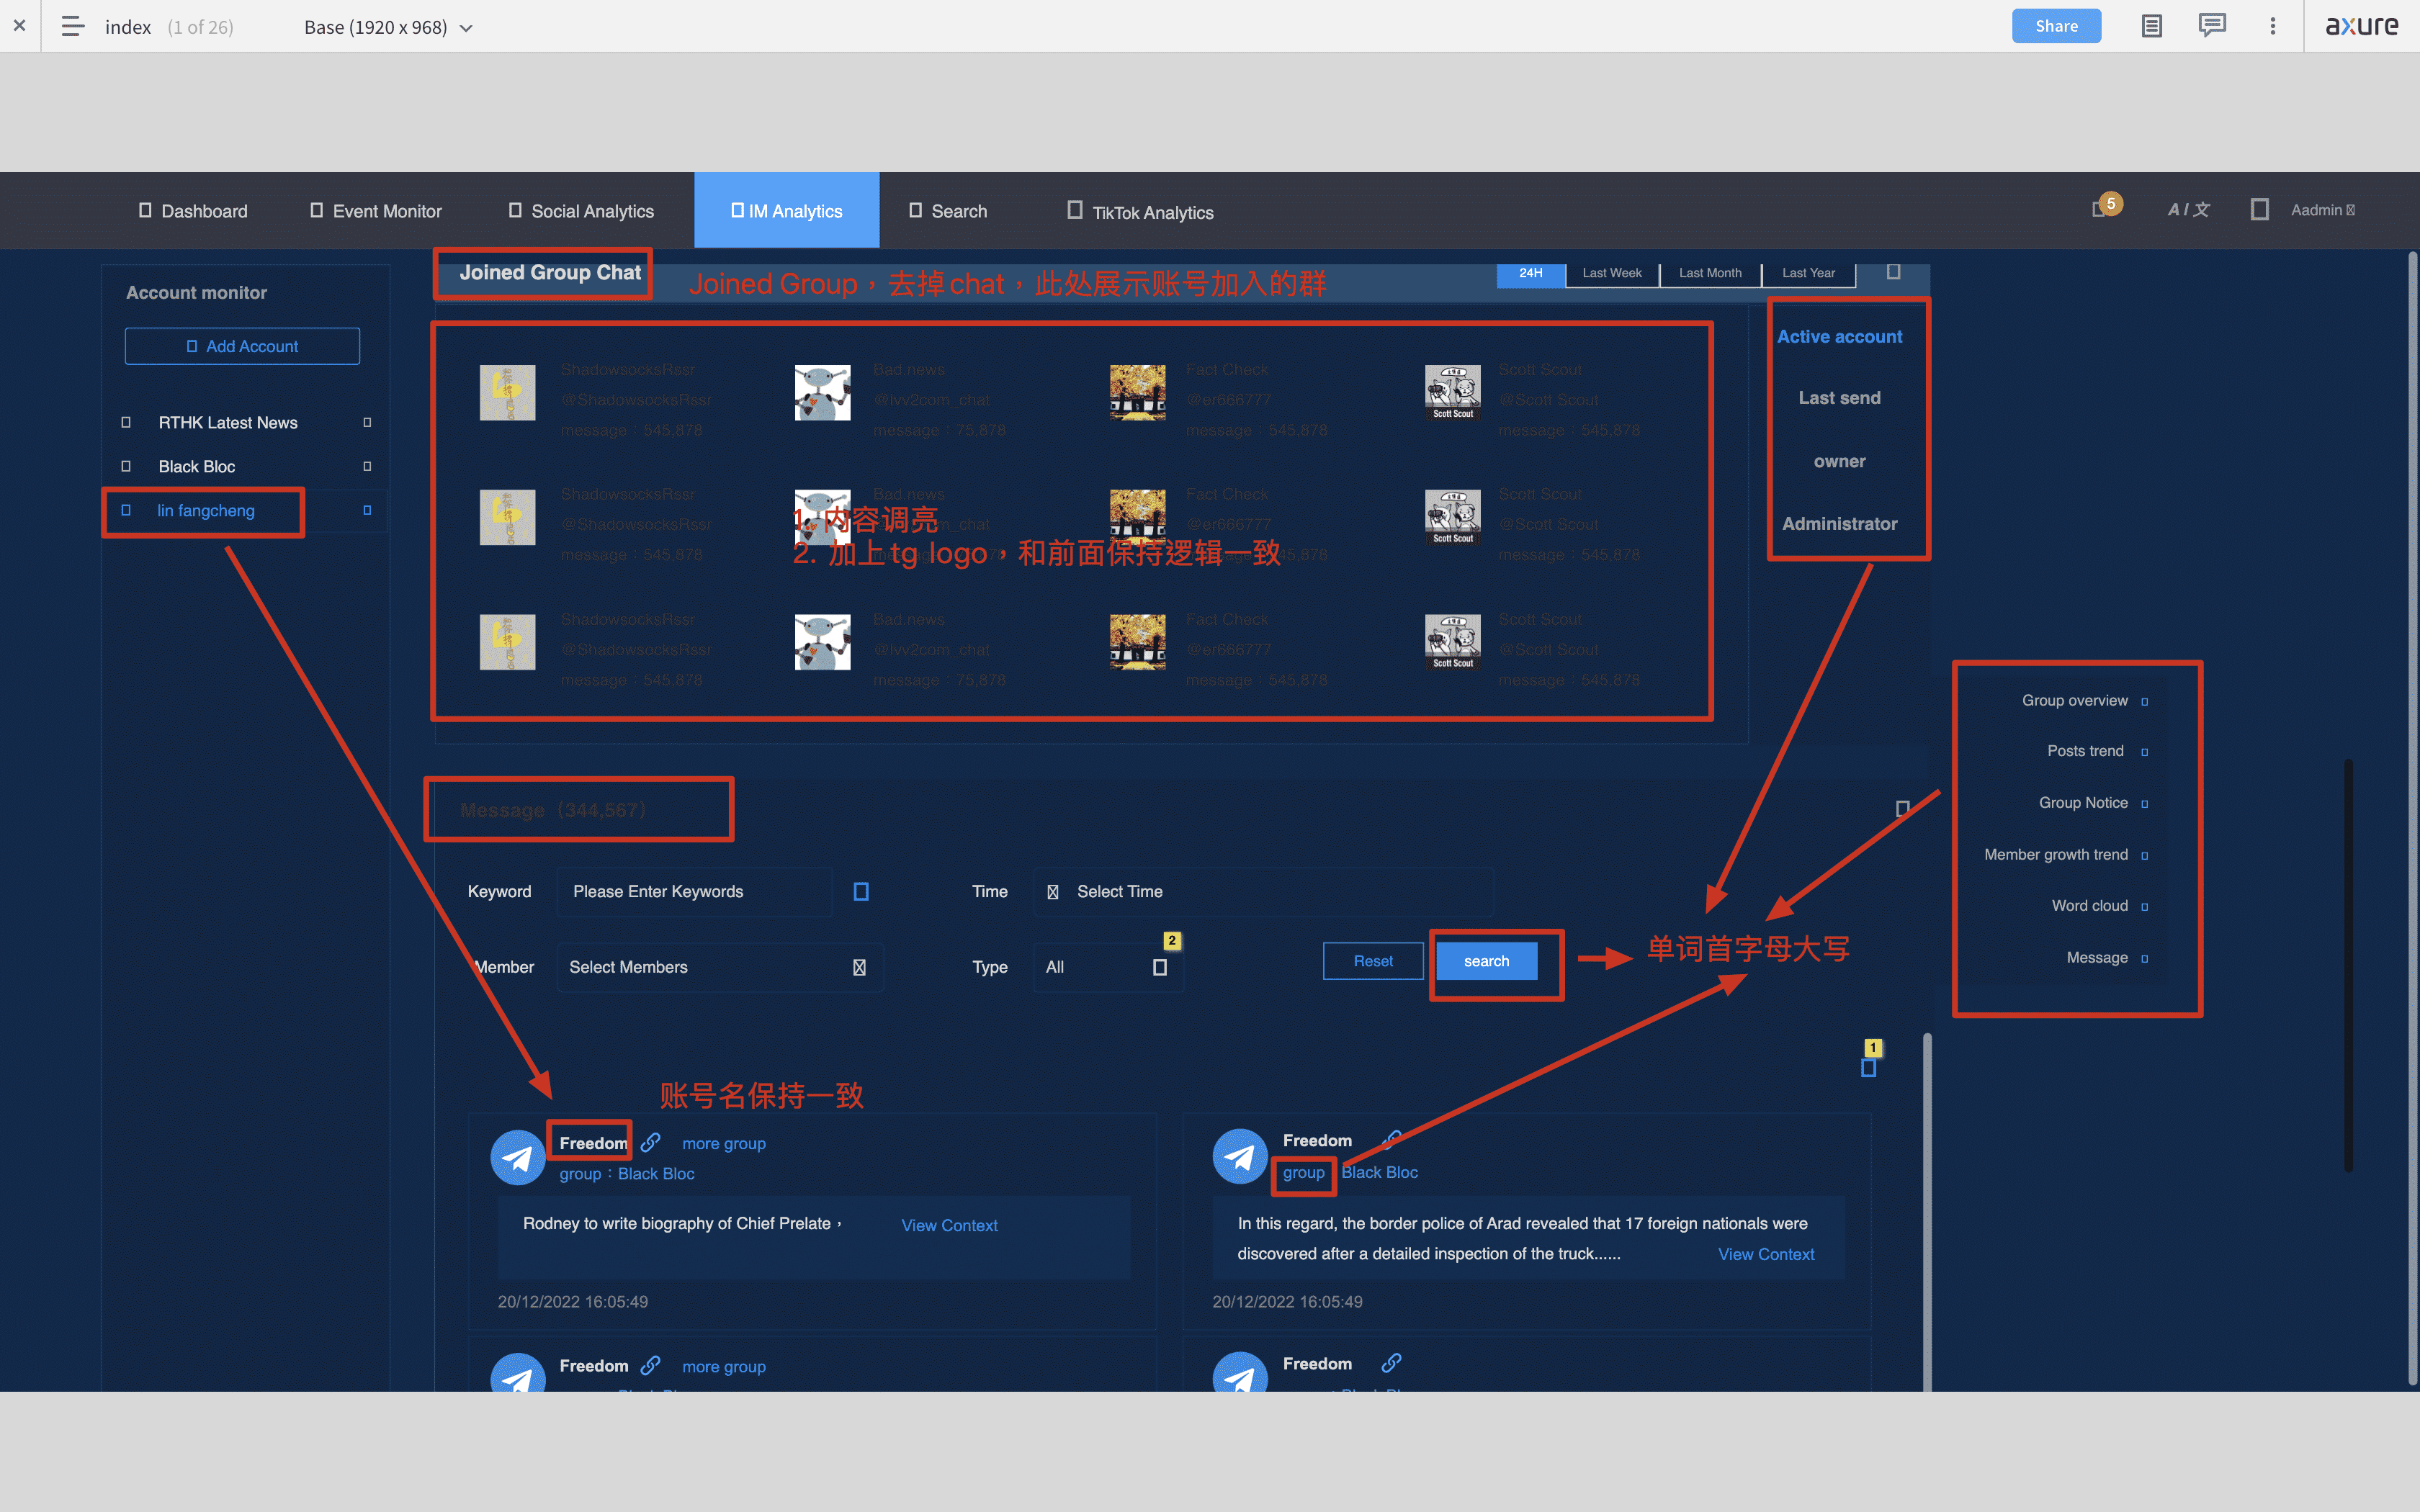 index (1 of 26) Base (1920 x 968) Share axure
Dashboard Event Monitor Social Analytics IM Analytics Search TikTok Analytics 5 A / 文 Aadmin
Account monitor
Add Account
RTHK Latest News
Black Bloc
lin fangcheng
Joined Group Chat
Joined Group，去掉 chat，此处展示账号加入的群
24H Last Week Last Month Last Year
ShadowsocksRssr Bad.news Fact Check Scott Scout
@ShadowsocksRssr @lvv2com_chat @er666777 @Scott Scout
message：545,878 message：75,878 message：545,878 message：545,878
Scott Scout
ShadowsocksRssr Bad.news Fact Check Scott Scout
@ShadowsocksRssr @er666777 @Scott Scout
message：545,878 message：545,878
Scott Scout
1. 内容调亮
2. 加上 tg logo，和前面保持逻辑一致
ShadowsocksRssr Bad.news Fact Check Scott Scout
@ShadowsocksRssr @lvv2com_chat @er666777 @Scott Scout
message：545,878 message：75,878 message：545,878 message：545,878
Scott Scout
Active account
Last send
owner
Administrator
Group overview
Posts trend
Group Notice
Member growth trend
Word cloud
Message
Message（344,567）
Keyword Please Enter Keywords Time Select Time
Member Select Members Type All 2 Reset search
单词首字母大写
1
账号名保持一致
Freedom more group
group：Black Bloc
Rodney to write biography of Chief Prelate， View Context
20/12/2022 16:05:49
Freedom
group Black Bloc
In this regard, the border police of Arad revealed that 17 foreign nationals were
discovered after a detailed inspection of the truck...... View Context
20/12/2022 16:05:49
Freedom more group
Freedom